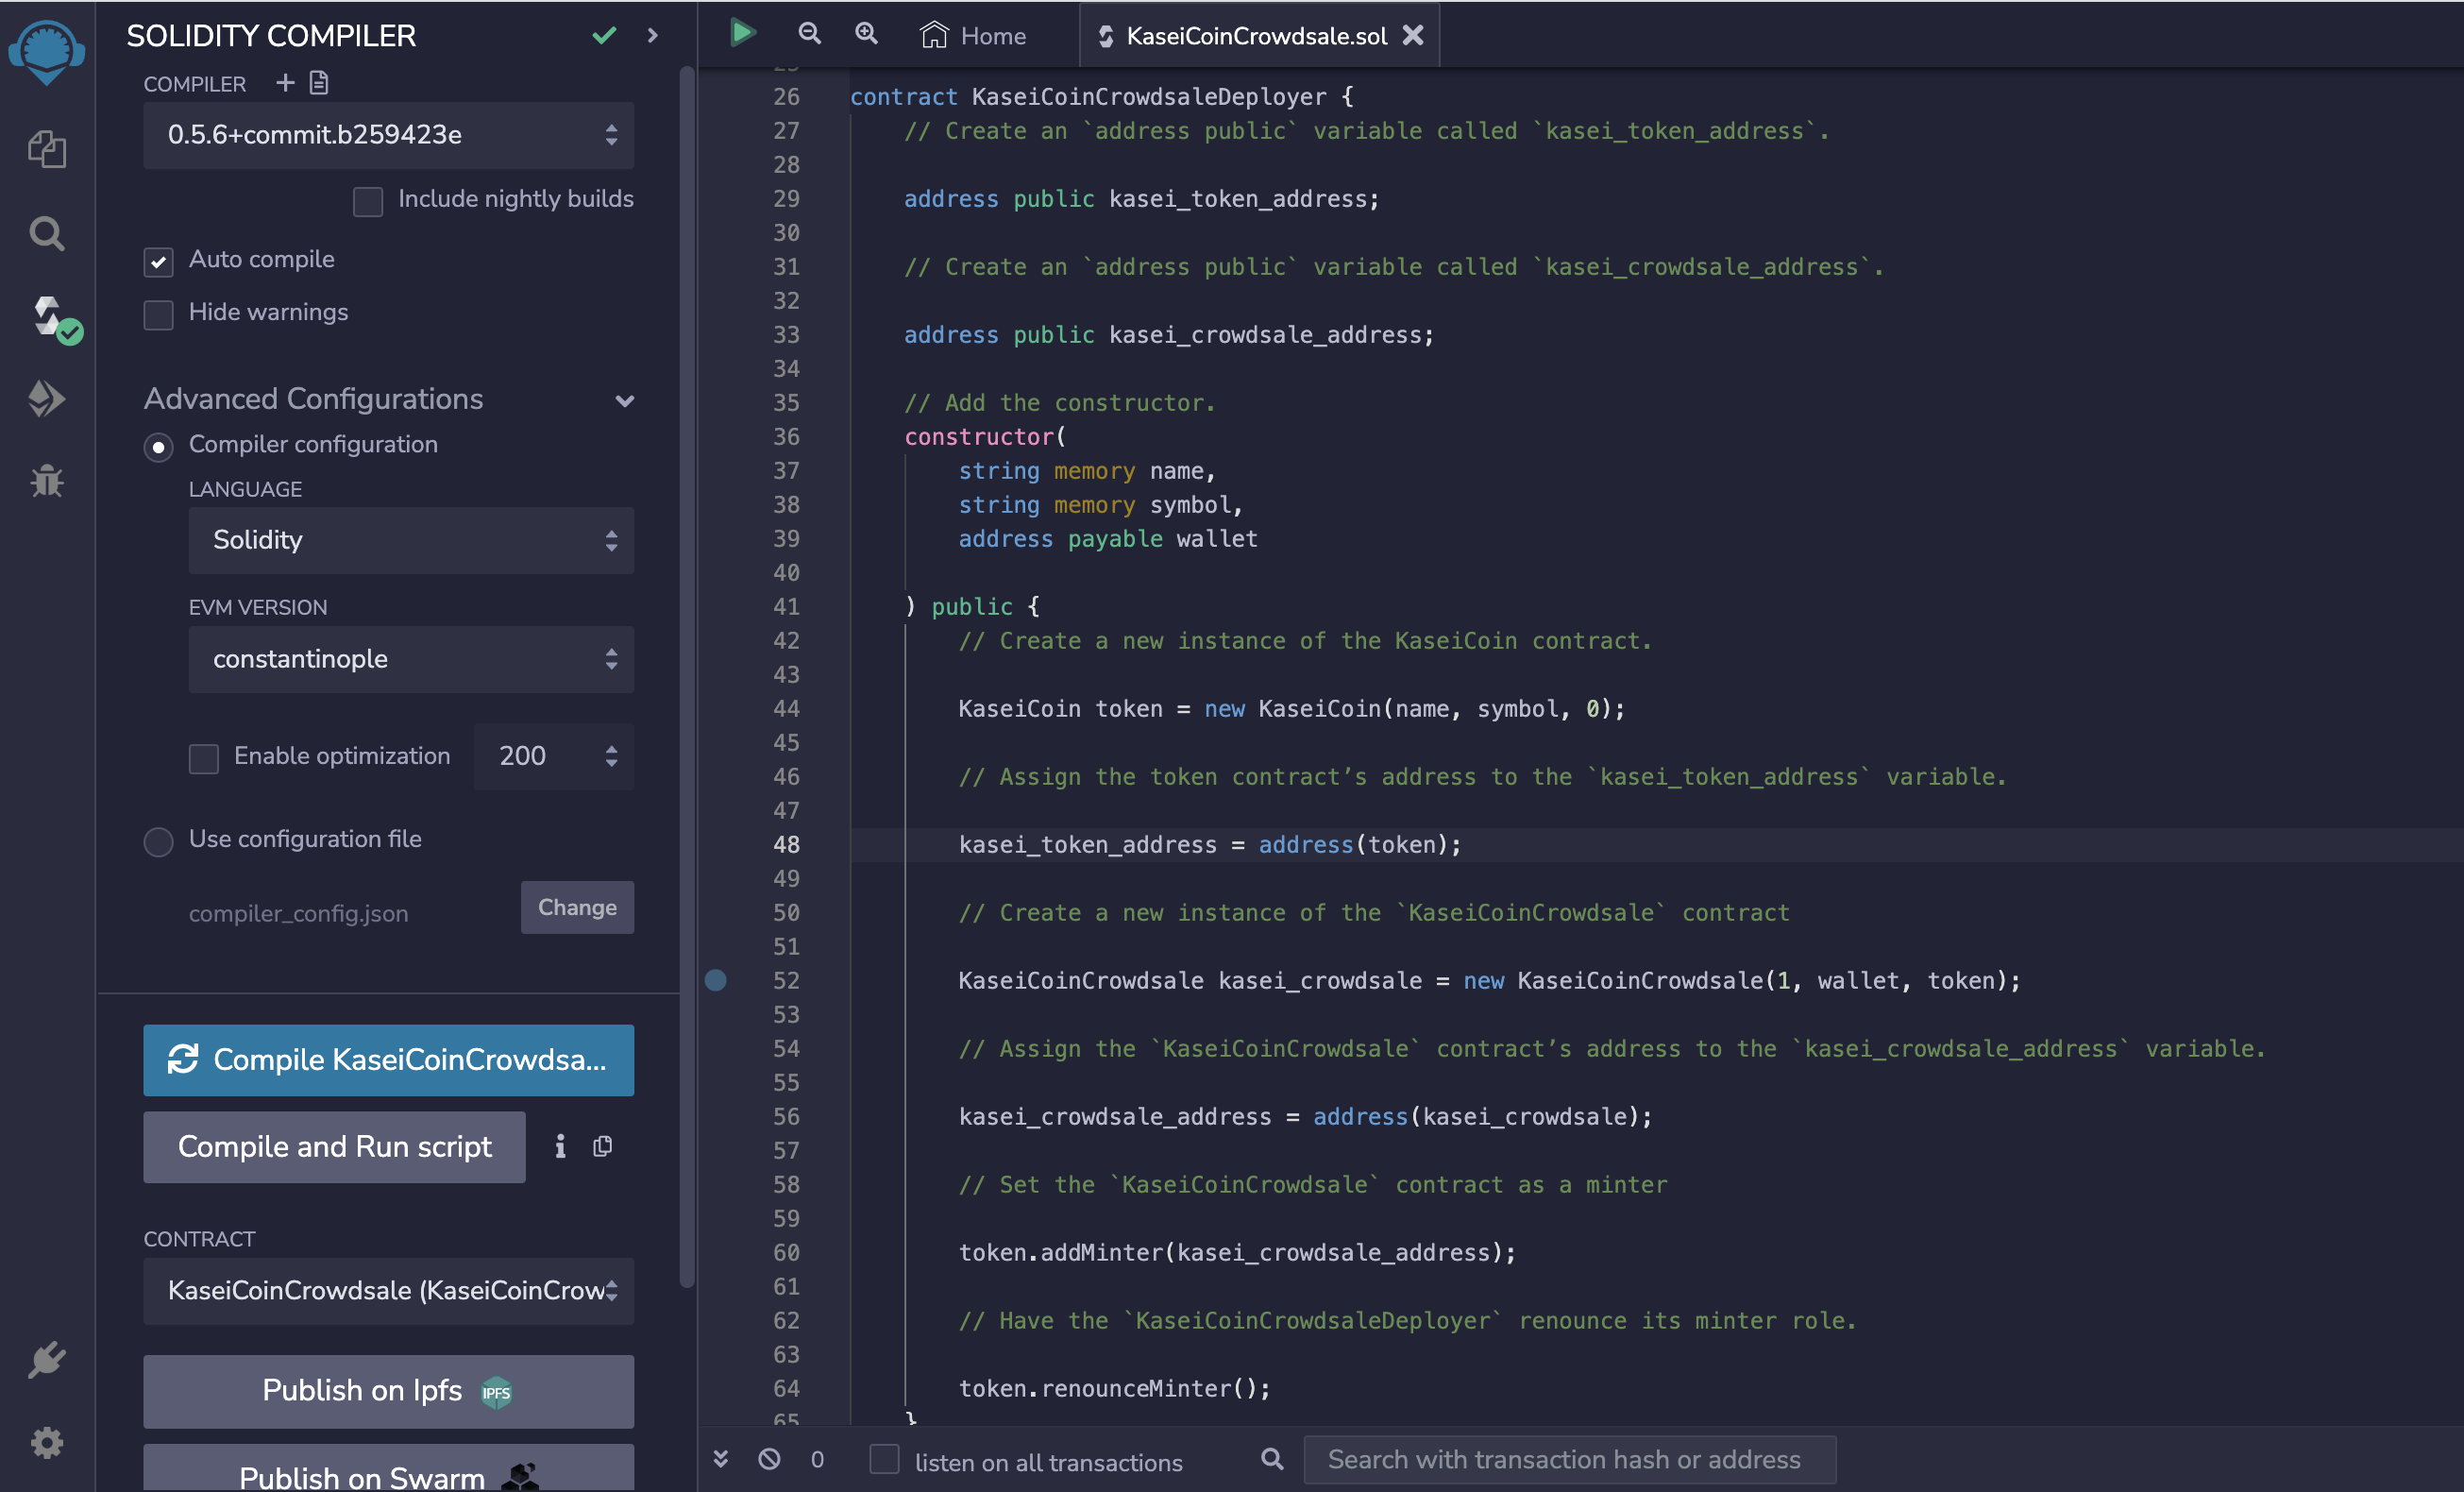 SOLIDITY COMPILER
COMPILER
0.5.6+commit.b259423e
Include nightly builds
Auto compile
Hide warnings
Advanced Configurations
Compiler configuration
LANGUAGE
Solidity
EVM VERSION
constantinople
Enable optimization 200
Use configuration file
compiler_config.json Change
Compile KaseiCoinCrowdsa...
Compile and Run script
CONTRACT
KaseiCoinCrowdsale (KaseiCoinCrow
Publish on Ipfs IPFS
Publish on Swarm
Home KaseiCoinCrowdsale.sol
25
26 contract KaseiCoinCrowdsaleDeployer {
27 // Create an `address public` variable called `kasei_token_address`.
28
29 address public kasei_token_address;
30
31 // Create an `address public` variable called `kasei_crowdsale_address`.
32
33 address public kasei_crowdsale_address;
34
35 // Add the constructor.
36 constructor(
37 string memory name,
38 string memory symbol,
39 address payable wallet
40
41 ) public {
42 // Create a new instance of the KaseiCoin contract.
43
44 KaseiCoin token = new KaseiCoin(name, symbol, 0);
45
46 // Assign the token contract’s address to the `kasei_token_address` variable.
47
48 kasei_token_address = address(token);
49
50 // Create a new instance of the `KaseiCoinCrowdsale` contract
51
52 KaseiCoinCrowdsale kasei_crowdsale = new KaseiCoinCrowdsale(1, wallet, token);
53
54 // Assign the `KaseiCoinCrowdsale` contract’s address to the `kasei_crowdsale_address` variable.
55
56 kasei_crowdsale_address = address(kasei_crowdsale);
57
58 // Set the `KaseiCoinCrowdsale` contract as a minter
59
60 token.addMinter(kasei_crowdsale_address);
61
62 // Have the `KaseiCoinCrowdsaleDeployer` renounce its minter role.
63
64 token.renounceMinter();
65 }
0 listen on all transactions Search with transaction hash or address